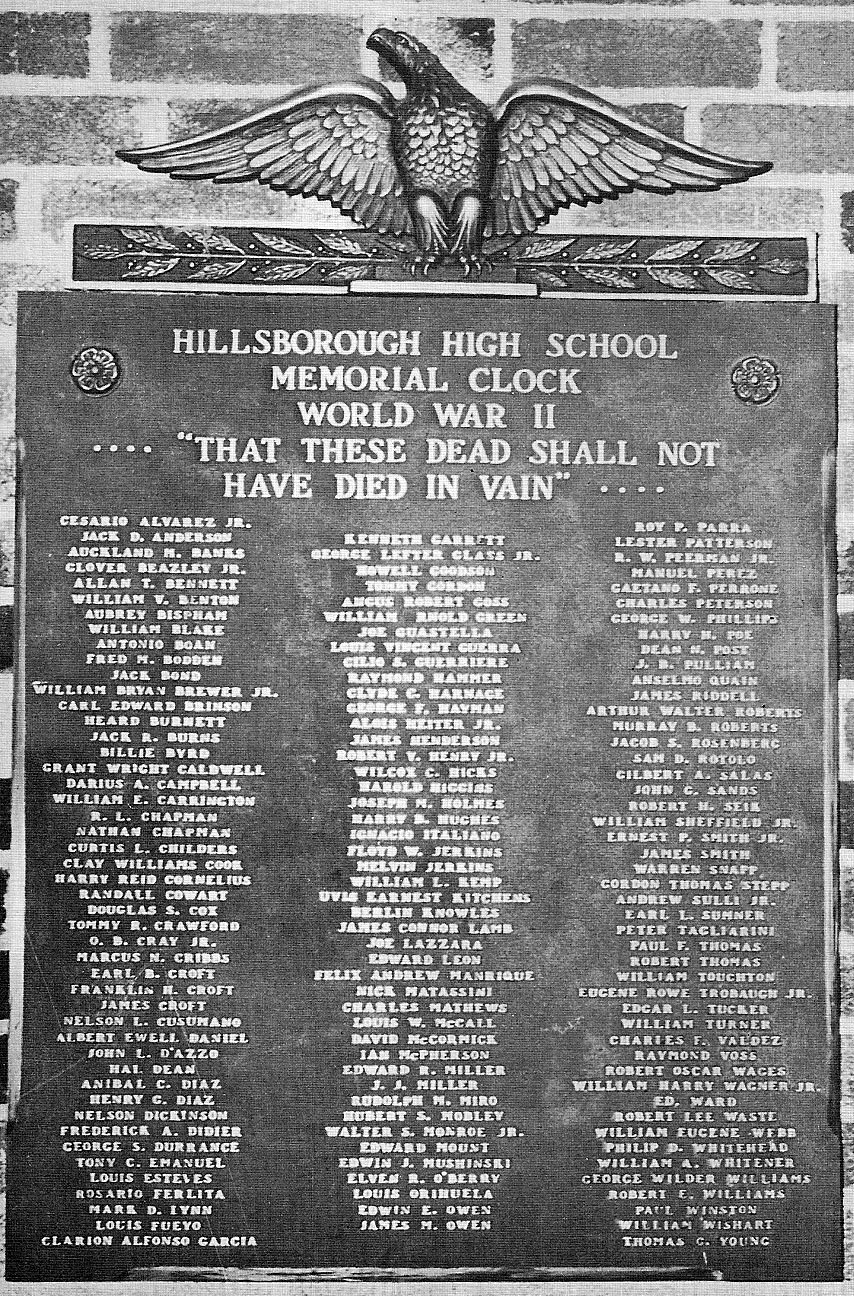 HILLSBOROUGH HIGH SCHOOL
MEMORIAL CLOCK
WORLD WAR II
.... "THAT THESE DEAD SHALL NOT
HAVE DIED IN VAIN" ....
CESARIO ALVAREZ JR.
JACK D. ANDERSON
AUCKLAND M. BANKS
GLOVER BEAZLEY JR.
ALLAN T. BENNETT
WILLIAM V. BENTON
AUBREY BISPHAM
WILLIAM BLAKE
ANTONIO BOAN
FRED M. BODDEN
JACK BOND
WILLIAM BRYAN BREWER JR.
CARL EDWARD BRINSON
HEARD BURNETT
JACK R. BURNS
BILLIE BYRD
GRANT WRIGHT CALDWELL
DARIUS A. CAMPBELL
WILLIAM E. CARRINGTON
R. L. CHAPMAN
NATHAN CHAPMAN
CURTIS L. CHILDERS
CLAY WILLIAMS COOK
HARRY REID CORNELIUS
RANDALL COWART
DOUGLAS S. COX
TOMMY R. CRAWFORD
O. B. CRAY JR.
MARCUS N. CRIBBS
EARL B. CROFT
FRANKLIN H. CROFT
JAMES CROFT
NELSON L. CUSUMANO
ALBERT EWELL DANIEL
JOHN L. D'AZZO
HAL DEAN
ANIBAL C. DIAZ
HENRY C. DIAZ
NELSON DICKINSON
FREDERICK A. DIDIER
GEORGE S. DURRANCE
TONY C. EMANUEL
LOUIS ESTEVES
ROSARIO FERLITA
MARK D. LYNN
LOUIS FUEYO
CLARION ALFONSO GARCIA
KENNETH GARRETT
GEORGE LEFTER GLASS JR.
HOWELL GOODSON
TOMMY GORDON
ANGUS ROBERT GOSS
WILLIAM RNOLD GREEN
JOE GUASTELLA
LOUIS VINCENT GUERRA
CILIO S. GUERRIERE
RAYMOND HAMMER
CLYDE C. HARNAGE
GEORGE F. HAYMAN
ALOIS HEITER JR.
JAMES HENDERSON
ROBERT V. HENRY JR.
WILCOX C. HICKS
HAROLD HIGGINS
JOSEPH M. HOLMES
HARRY B. HUGHES
IGNACIO ITALIANO
FLOYD W. JERKINS
MELVIN JERKINS
WILLIAM L. KEMP
UVIS EARNEST KITCHENS
BERLIN KNOWLES
JAMES CONNOR LAMB
JOE LAZZARA
EDWARD LEON
FELIX ANDREW MANRIQUE
NICK MATASSINI
CHARLES MATHEWS
LOUIS W. McCALL
DAVID McCORMICK
IAN McPHERSON
EDWARD R. MILLER
J. J. MILLER
RUDOLPH M. MIRO
HUBERT S. MOBLEY
WALTER S. MONROE JR.
EDWARD MOUNT
EDWIN J. MUSHINSKI
ELVEN R. O'BERRY
LOUIS ORIHUELA
EDWIN E. OWEN
JAMES M. OWEN
ROY P. PARRA
LESTER PATTERSON
R. W. PEERMAN JR.
MANUEL PEREZ
GAETANO F. PERRONE
CHARLES PETERSON
GEORGE W. PHILLIPS
HARRY H. POE
DEAN N. POST
J. B. PULLIAM
ANSELMO QUAIN
JAMES RIDDELL
ARTHUR WALTER ROBERTS
MURRAY B. ROBERTS
JACOB S. ROSENBERG
SAM D. ROTOLO
GILBERT A. SALAS
JOHN G. SANDS
ROBERT H. SEIK
WILLIAM SHEFFIELD JR.
ERNEST P. SMITH JR.
JAMES SMITH
WARREN SNAPP
GORDON THOMAS STEPP
ANDREW SULLI JR.
EARL L. SUMNER
PETER TAGLIARINI
PAUL F. THOMAS
ROBERT THOMAS
WILLIAM TOUCHTON
EUGENE ROWE TROBAUGH JR.
EDGAR L. TUCKER
WILLIAM TURNER
CHARLES F. VALDEZ
RAYMOND VOSS
ROBERT OSCAR WAGES
WILLIAM HARRY WAGNER JR.
ED. WARD
ROBERT LEE WASTE
WILLIAM EUGENE WEBB
PHILIP D. WHITEHEAD
WILLIAM A. WHITENER
GEORGE WILDER WILLIAMS
ROBERT E. WILLIAMS
PAUL WINSTON
WILLIAM WISHART
THOMAS G. YOUNG